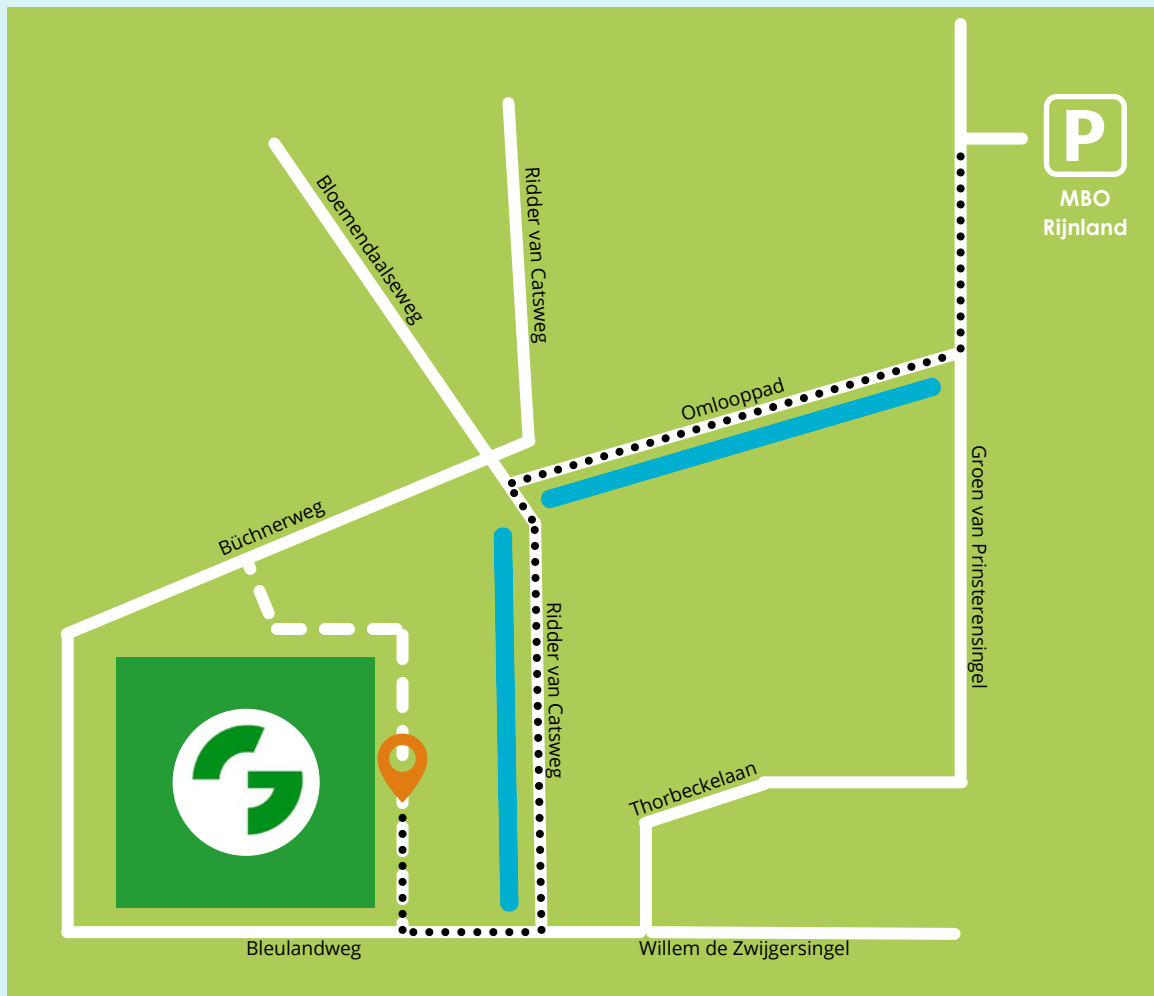 P
MBO
Rijnland
Ridder van Catsweg
Bloemendaalseweg
Omlooppad
Groen van Prinsterensingel
Büchnerweg
Ridder van Catsweg
Thorbeckelaan
Bleulandweg
Willem de Zwijgersingel